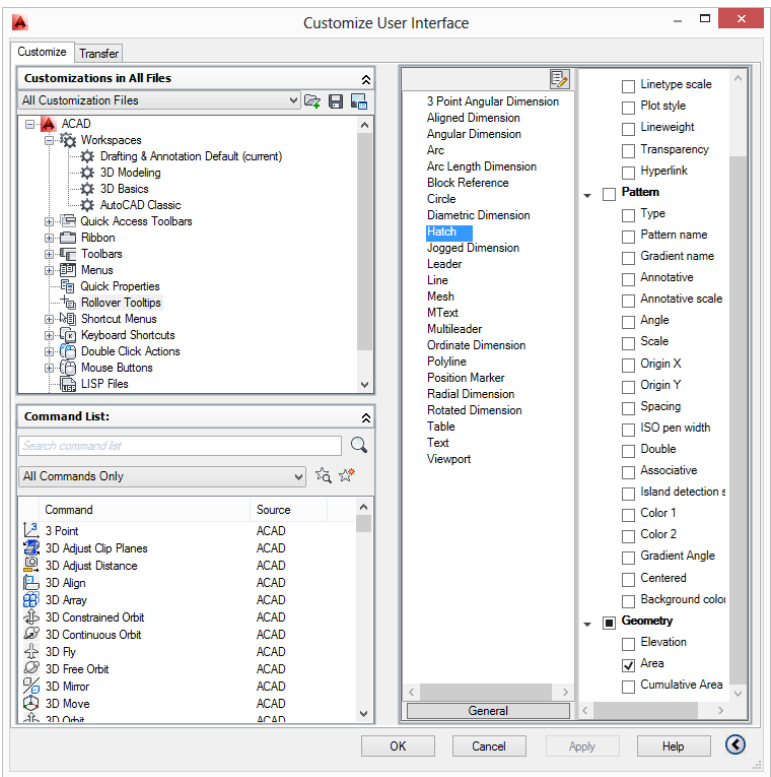 Customize User Interface
Customize
Transfer
Customizations in All Files
All Customization Files
ACAD
Workspaces
Drafting & Annotation Default (current)
3D Modeling
3D Basics
AutoCAD Classic
Quick Access Toolbars
Ribbon
Toolbars
Menus
Quick Properties
Rollover Tooltips
Shortcut Menus
Keyboard Shortcuts
Double Click Actions
Mouse Buttons
LISP Files
Command List:
Search command list
All Commands Only
Command Source
3 Point ACAD
3D Adjust Clip Planes ACAD
3D Adjust Distance ACAD
3D Align ACAD
3D Array ACAD
3D Constrained Orbit ACAD
3D Continuous Orbit ACAD
3D Fly ACAD
3D Free Orbit ACAD
3D Mirror ACAD
3D Move ACAD
3D Orbit ACAD
3 Point Angular Dimension
Aligned Dimension
Angular Dimension
Arc
Arc Length Dimension
Block Reference
Circle
Diametric Dimension
Hatch
Jogged Dimension
Leader
Line
Mesh
MText
Multileader
Ordinate Dimension
Polyline
Position Marker
Radial Dimension
Rotated Dimension
Table
Text
Viewport
General
Linetype scale
Plot style
Lineweight
Transparency
Hyperlink
Pattern
Type
Pattern name
Gradient name
Annotative
Annotative scale
Angle
Scale
Origin X
Origin Y
Spacing
ISO pen width
Double
Associative
Island detection s
Color 1
Color 2
Gradient Angle
Centered
Background color
Geometry
Elevation
Area
Cumulative Area
OK
Cancel
Apply
Help